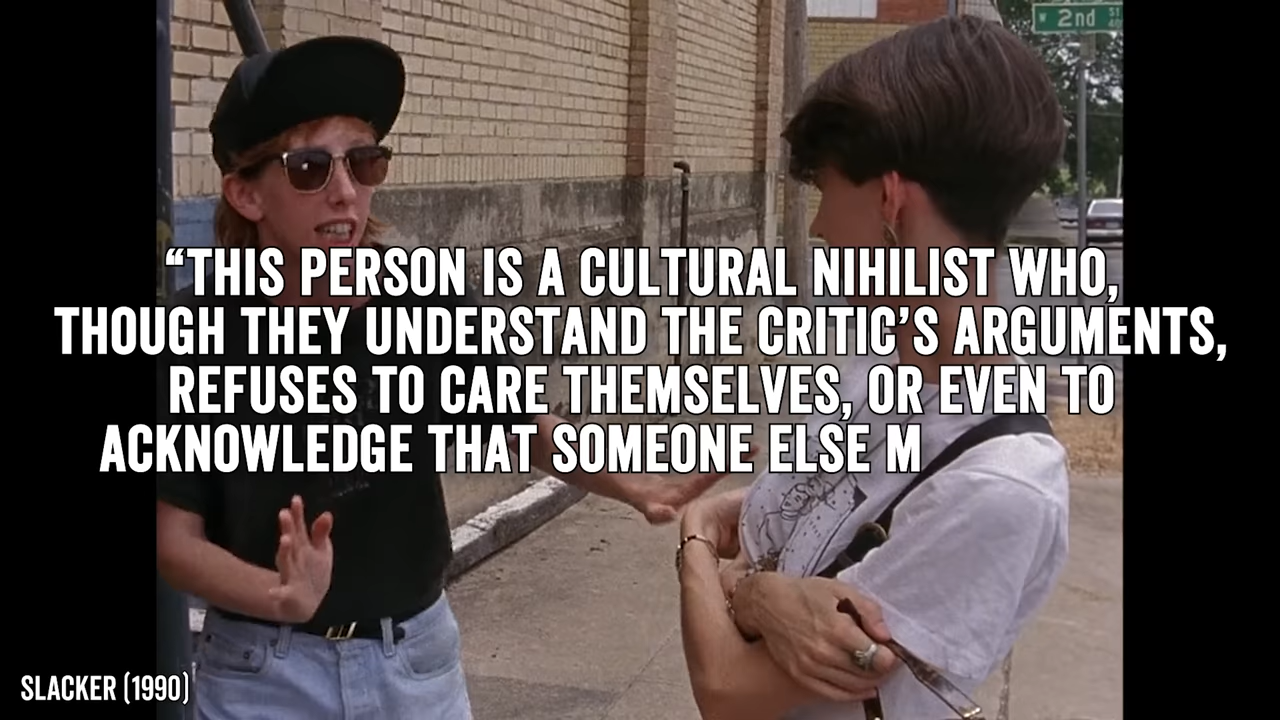 W 2nd ST
“THIS PERSON IS A CULTURAL NIHILIST WHO,
THOUGH THEY UNDERSTAND THE CRITIC’S ARGUMENTS,
REFUSES TO CARE THEMSELVES, OR EVEN TO
ACKNOWLEDGE THAT SOMEONE ELSE M
SLACKER (1990)